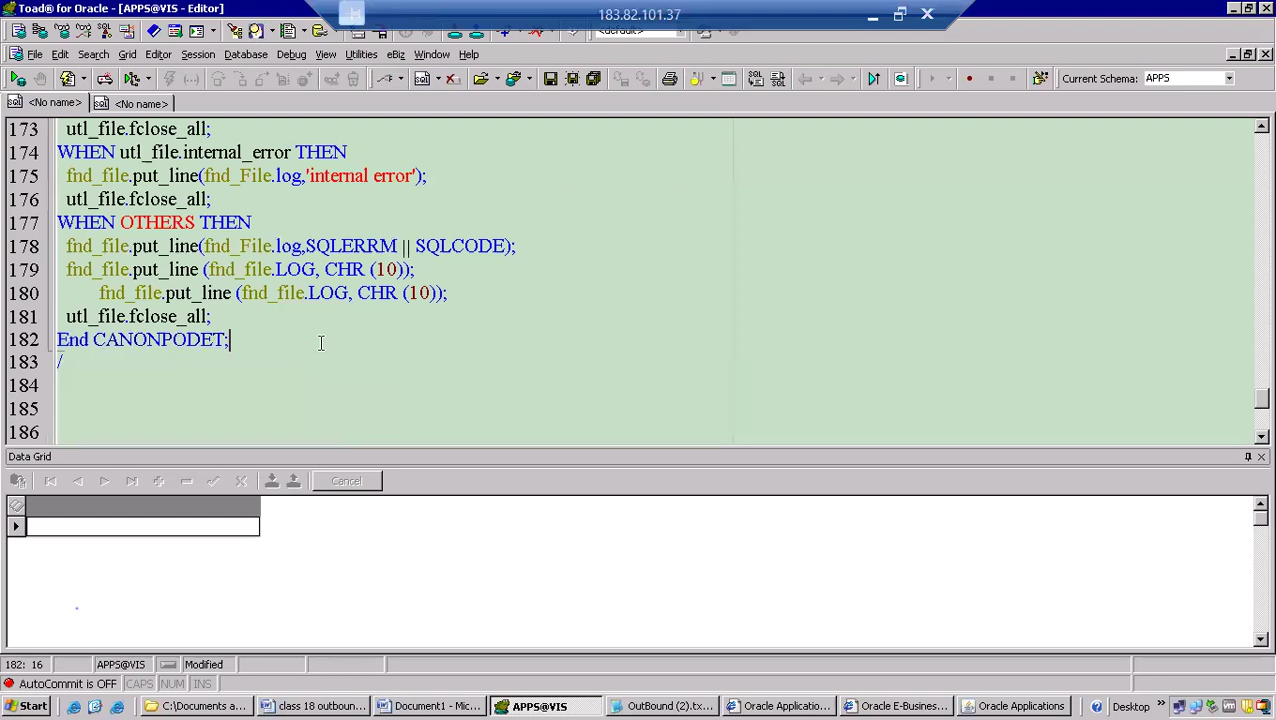 Toad® for Oracle - [APPS@VIS - Editor]
183.82.101.37
<default>
File Edit Search Grid Editor Session Database Debug View Utilities eBiz Window Help
Current Schema: APPS
<No name> <No name>
173 utl_file.fclose_all;
174 WHEN utl_file.internal_error THEN
175 fnd_file.put_line(fnd_File.log,'internal error');
176 utl_file.fclose_all;
177 WHEN OTHERS THEN
178 fnd_file.put_line(fnd_File.log,SQLERRM || SQLCODE);
179 fnd_file.put_line (fnd_file.LOG, CHR (10));
180 fnd_file.put_line (fnd_file.LOG, CHR (10));
181 utl_file.fclose_all;
182 End CANONPODET;
183 /
184
185
186
Data Grid
Cancel
182: 16 APPS@VIS Modified
AutoCommit is OFF CAPS NUM INS
Start C:\Documents a... class 18 outboun... Document1 - Mic... APPS@VIS OutBound (2).tx... Oracle Applicatio... Oracle E-Busines... Oracle Applications Desktop 7:07 PM